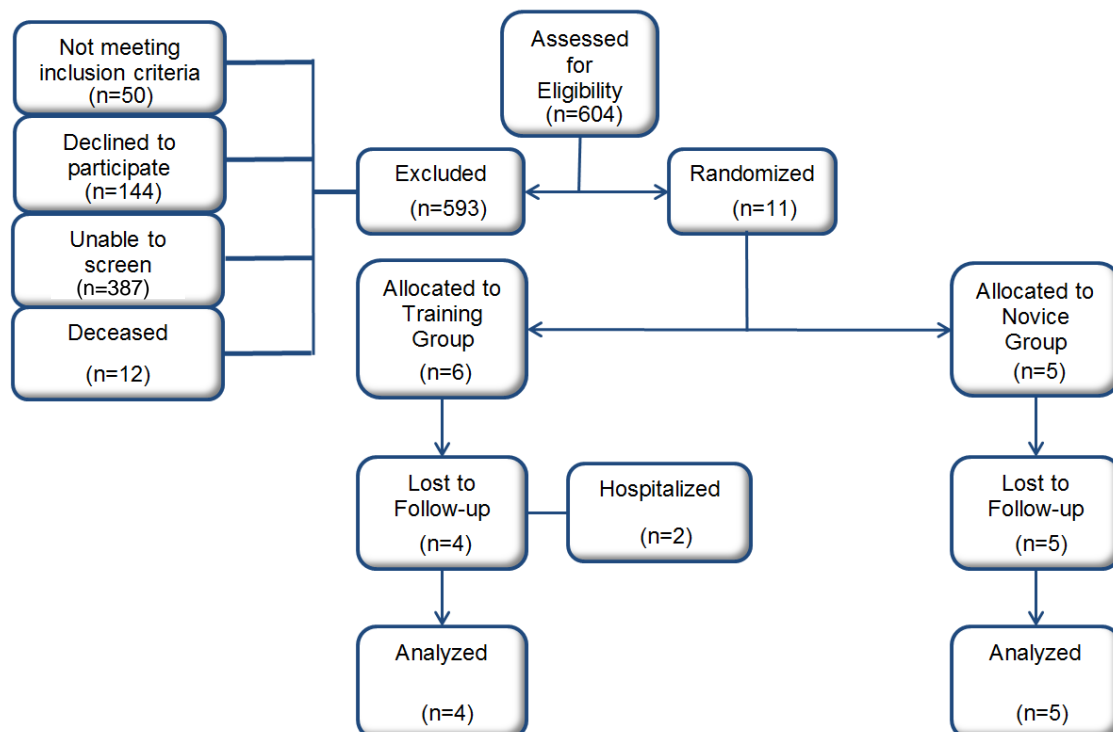 Assessed
for
Eligibility
(n=604)
Not meeting
inclusion criteria
(n=50)
Declined to
participate
(n=144)
Unable to
screen
(n=387)
Deceased
(n=12)
Excluded
(n=593)
Randomized
(n=11)
Allocated to
Training
Group
(n=6)
Allocated to
Novice
Group
(n=5)
Lost to
Follow-up
(n=4)
Hospitalized
(n=2)
Lost to
Follow-up
(n=5)
Analyzed
(n=4)
Analyzed
(n=5)